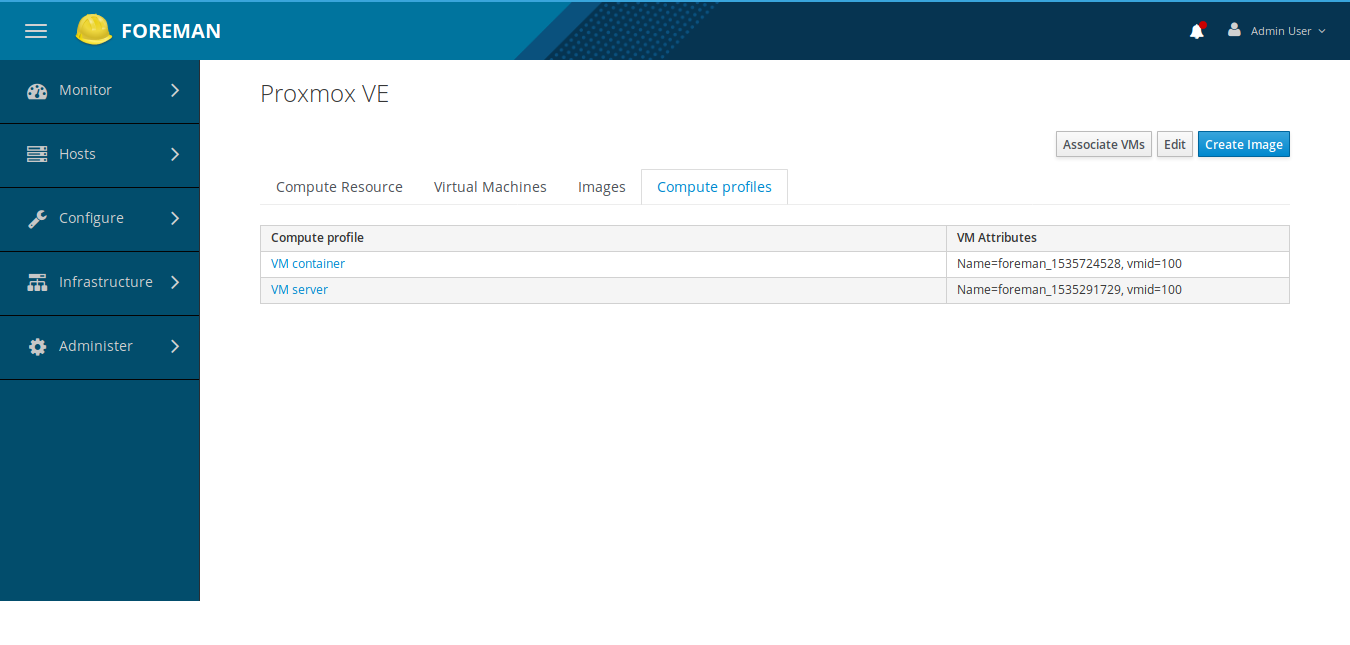 FOREMAN
Admin User
Monitor
Hosts
Configure
Infrastructure
Administer
Proxmox VE
Associate VMs Edit Create Image
Compute Resource Virtual Machines Images Compute profiles
Compute profile VM Attributes
VM container Name=foreman_1535724528, vmid=100
VM server Name=foreman_1535291729, vmid=100